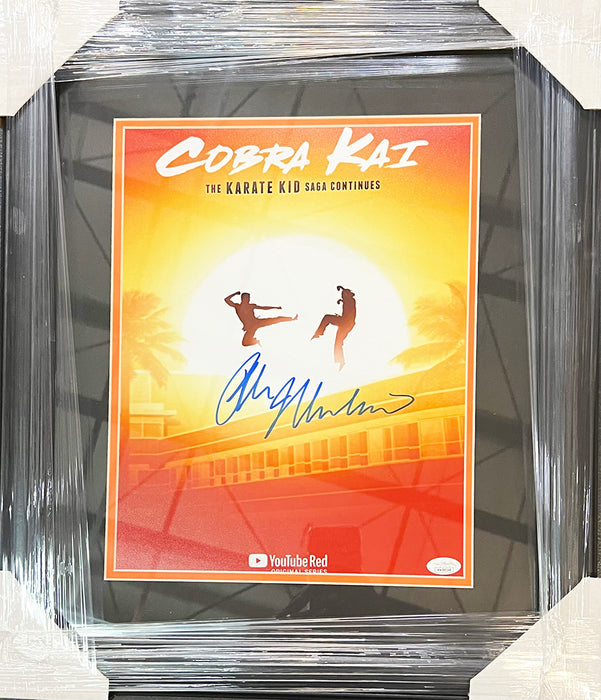 COBRA KAI
THE KARATE KID SAGA CONTINUES
YouTube Red
ORIGINAL SERIES